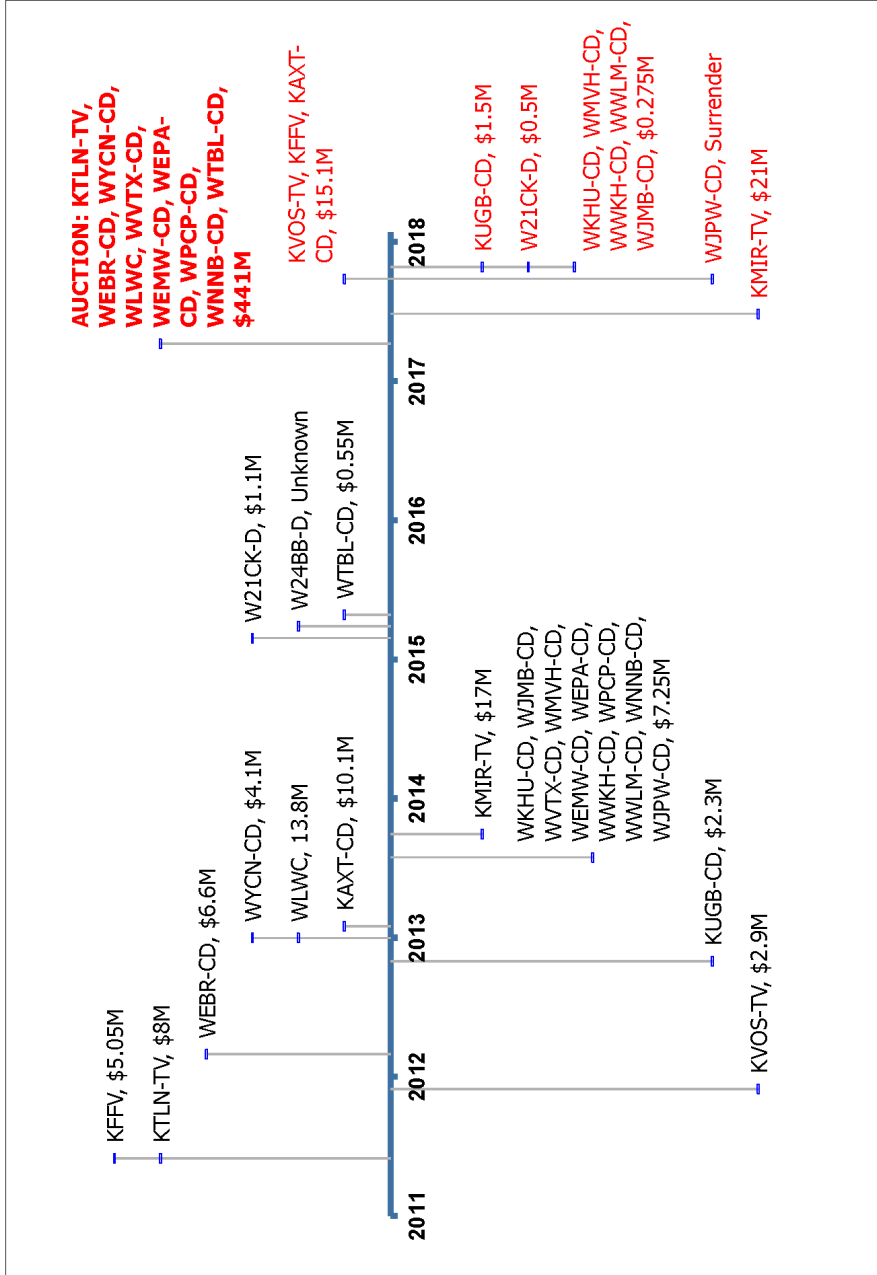 KFFV, $5.05M
KTLN-TV, $8M
WEBR-CD, $6.6M
WYCN-CD, $4.1M
WLWC, 13.8M
KAXT-CD, $10.1M
W21CK-D, $1.1M
W24BB-D, Unknown
WTBL-CD, $0.55M
AUCTION: KTLN-TV,
WEBR-CD, WYCN-CD,
WLWC, WVTX-CD,
WEMW-CD, WEPA-
CD, WPCP-CD,
WNNB-CD, WTBL-CD,
$441M
KVOS-TV, KFFV, KAXT-
CD, $15.1M
2011
2012
2013
2014
2015
2016
2017
2018
KVOS-TV, $2.9M
KUGB-CD, $2.3M
WKHU-CD, WJMB-CD,
WVTX-CD, WMVH-CD,
WEMW-CD, WEPA-CD,
WWKH-CD, WPCP-CD,
WWLM-CD, WNNB-CD,
WJPW-CD, $7.25M
KMIR-TV, $17M
KUGB-CD, $1.5M
W21CK-D, $0.5M
WKHU-CD, WMVH-CD,
WWKH-CD, WWLM-CD,
WJMB-CD, $0.275M
WJPW-CD, Surrender
KMIR-TV, $21M